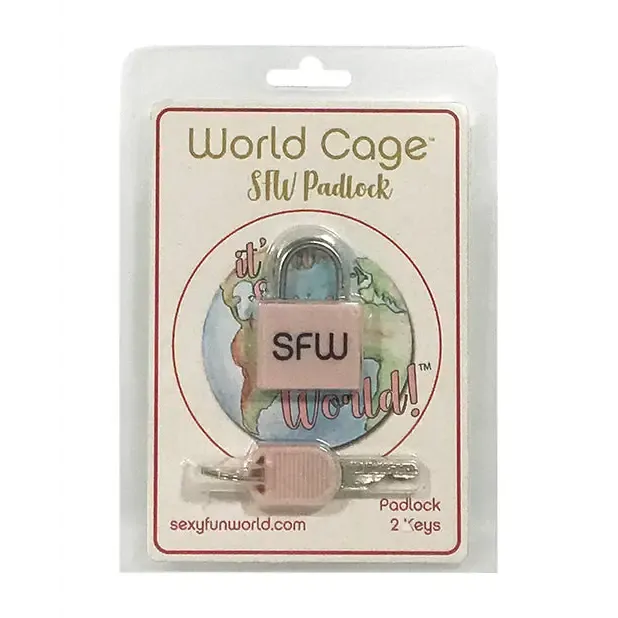 World Cage™
SFW Padlock
it's
SFW
World!™
Padlock
2 Keys
sexyfunworld.com